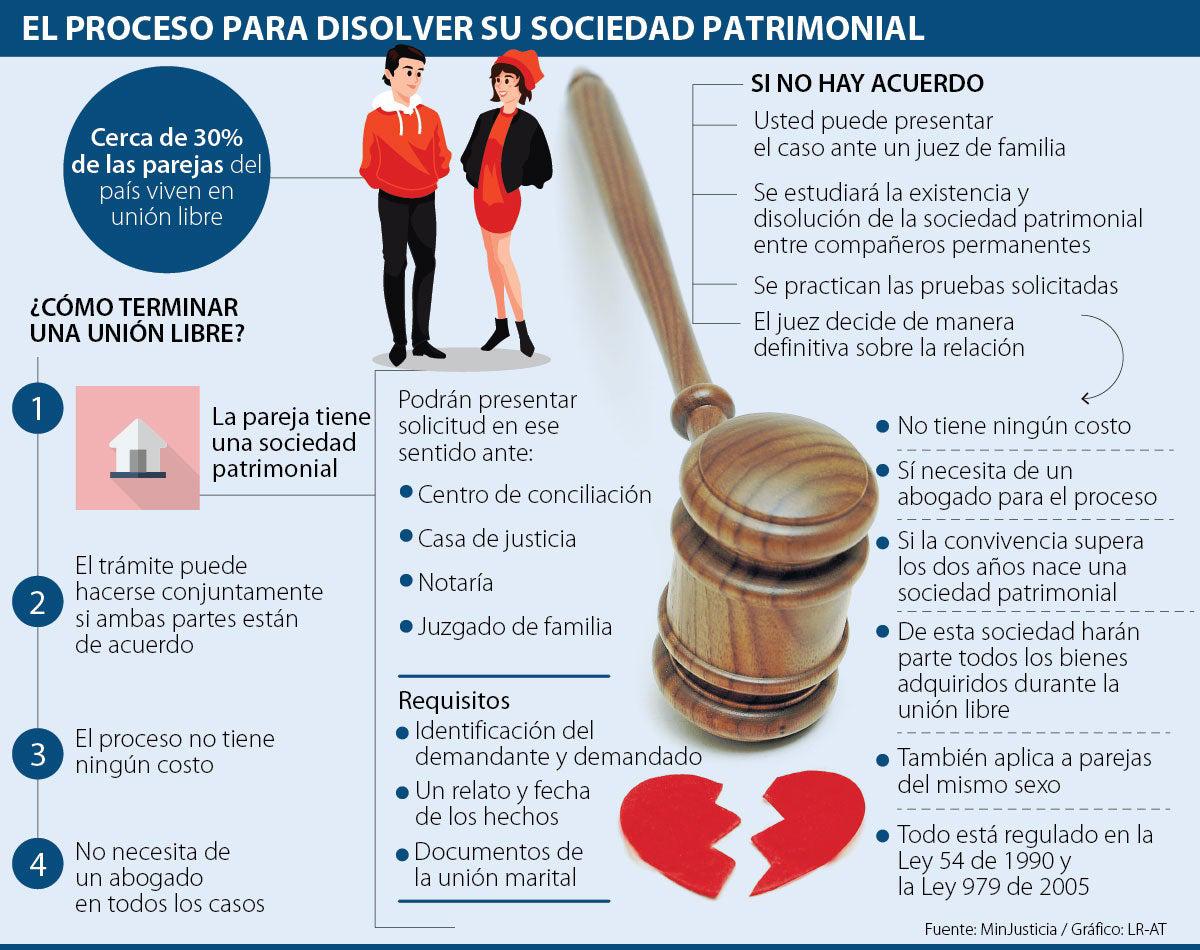 EL PROCESO PARA DISOLVER SU SOCIEDAD PATRIMONIAL
Cerca de 30%
de las parejas del
país viven en
unión libre
¿CÓMO TERMINAR
UNA UNIÓN LIBRE?
1
La pareja tiene
una sociedad
patrimonial
2
El trámite puede
hacerse conjuntamente
si ambas partes están
de acuerdo
3
El proceso no tiene
ningún costo
4
No necesita de
un abogado
en todos los casos
Podrán presentar
solicitud en ese
sentido ante:
• Centro de conciliación
• Casa de justicia
• Notaría
• Juzgado de familia
Requisitos
• Identificación del
demandante y demandado
• Un relato y fecha
de los hechos
• Documentos de
la unión marital
SI NO HAY ACUERDO
Usted puede presentar
el caso ante un juez de familia
Se estudiará la existencia y
disolución de la sociedad patrimonial
entre compañeros permanentes
Se practican las pruebas solicitadas
El juez decide de manera
definitiva sobre la relación
• No tiene ningún costo
• Sí necesita de un
abogado para el proceso
• Si la convivencia supera
los dos años nace una
sociedad patrimonial
• De esta sociedad harán
parte todos los bienes
adquiridos durante la
unión libre
• También aplica a parejas
del mismo sexo
• Todo está regulado en la
Ley 54 de 1990 y
la Ley 979 de 2005
Fuente: MinJusticia / Gráfico: LR-AT